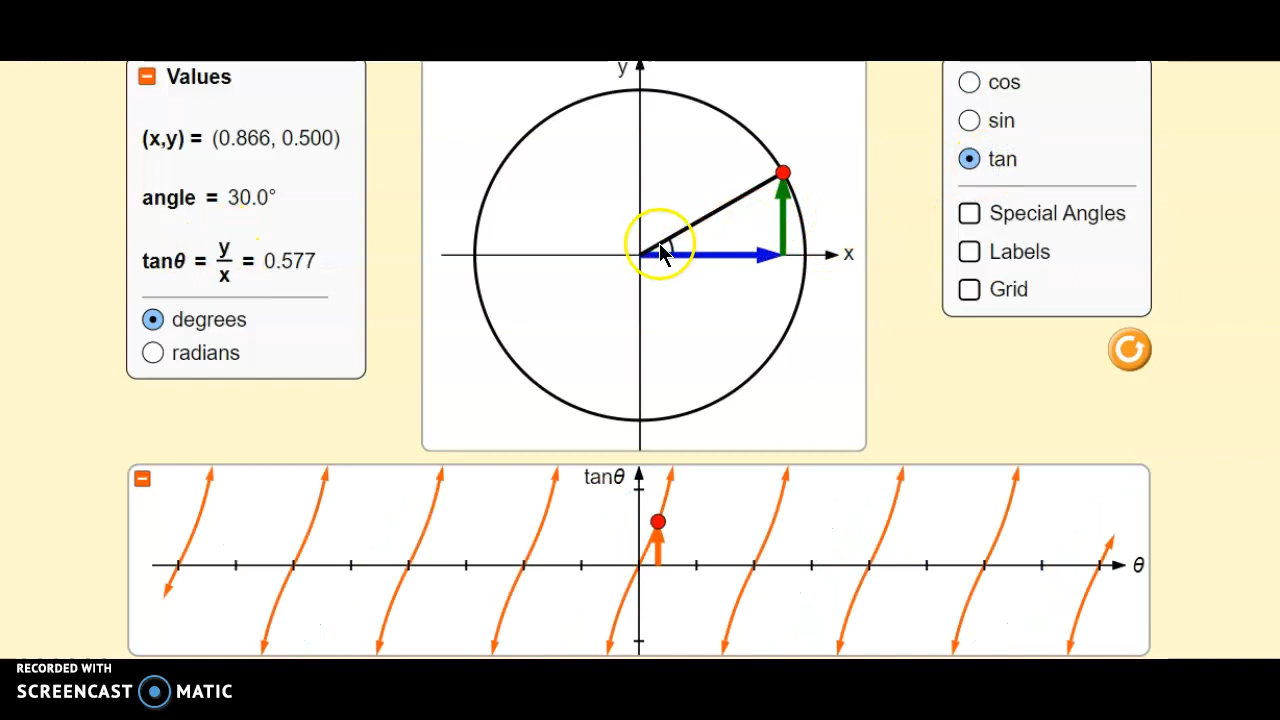 Values
(x,y) = (0.866, 0.500)
angle = 30.0°
tanθ = y/x = 0.577
degrees
radians
y
x
cos
sin
tan
Special Angles
Labels
Grid
tanθ
θ
RECORDED WITH
SCREENCAST MATIC